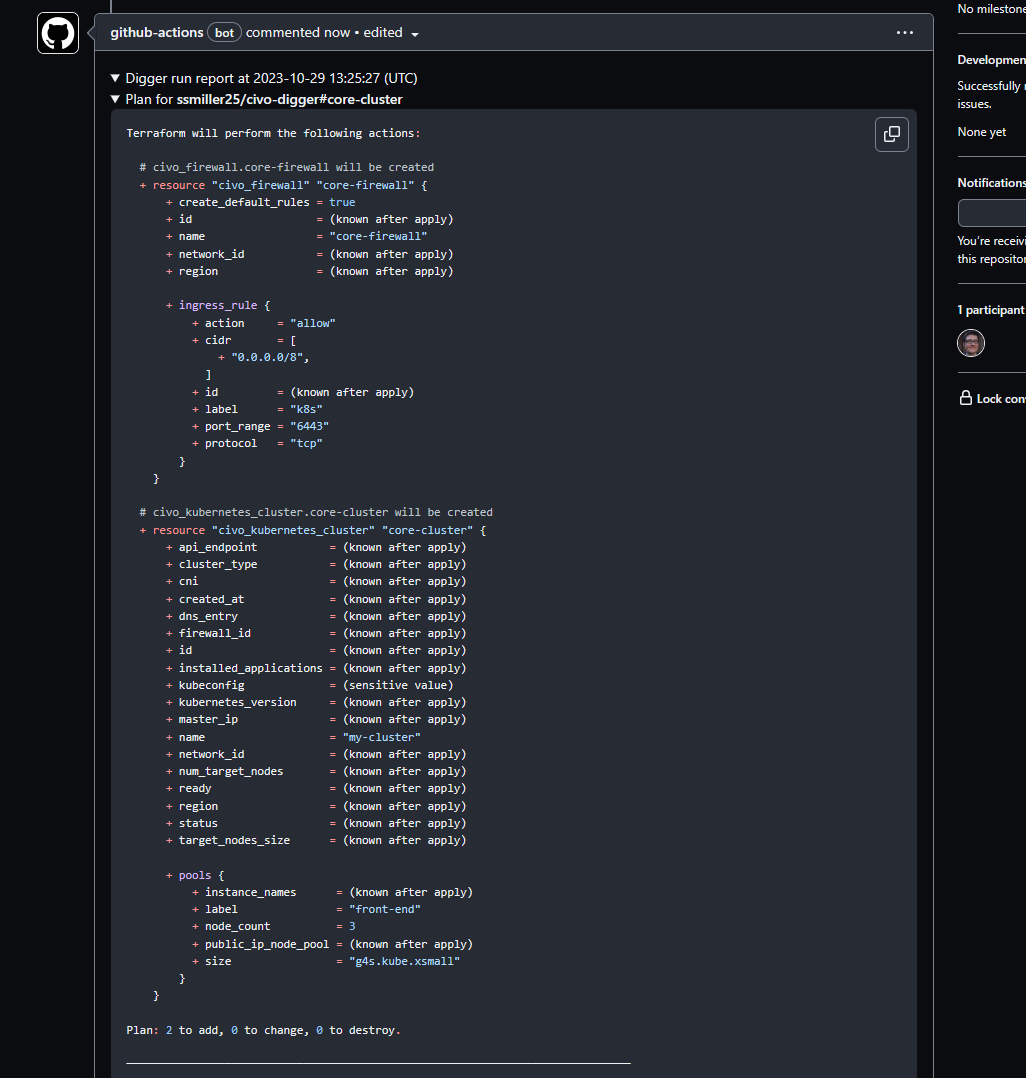 No milestone
github-actions bot commented now • edited
Developmen
▼ Digger run report at 2023-10-29 13:25:27 (UTC)
▼ Plan for ssmiller25/civo-digger#core-cluster
Successfully
issues.
None yet
Terraform will perform the following actions:
# civo_firewall.core-firewall will be created
+ resource "civo_firewall" "core-firewall" {
+ create_default_rules = true
+ id = (known after apply)
+ name = "core-firewall"
+ network_id = (known after apply)
+ region = (known after apply)
+ ingress_rule {
+ action = "allow"
+ cidr = [
+ "0.0.0.0/8",
]
+ id = (known after apply)
+ label = "k8s"
+ port_range = "6443"
+ protocol = "tcp"
}
}
# civo_kubernetes_cluster.core-cluster will be created
+ resource "civo_kubernetes_cluster" "core-cluster" {
+ api_endpoint = (known after apply)
+ cluster_type = (known after apply)
+ cni = (known after apply)
+ created_at = (known after apply)
+ dns_entry = (known after apply)
+ firewall_id = (known after apply)
+ id = (known after apply)
+ installed_applications = (known after apply)
+ kubeconfig = (sensitive value)
+ kubernetes_version = (known after apply)
+ master_ip = (known after apply)
+ name = "my-cluster"
+ network_id = (known after apply)
+ num_target_nodes = (known after apply)
+ ready = (known after apply)
+ region = (known after apply)
+ status = (known after apply)
+ target_nodes_size = (known after apply)
+ pools {
+ instance_names = (known after apply)
+ label = "front-end"
+ node_count = 3
+ public_ip_node_pool = (known after apply)
+ size = "g4s.kube.xsmall"
}
}
Plan: 2 to add, 0 to change, 0 to destroy.
Notifications
You're receivi
this repositor
1 participant
Lock con